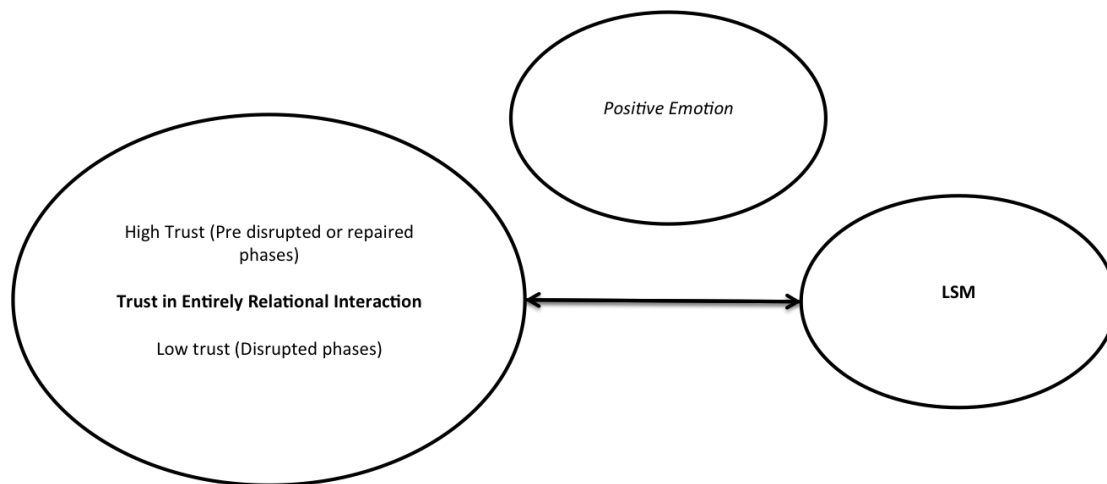 Positive Emotion
High Trust (Pre disrupted or repaired
phases)
Trust in Entirely Relational Interaction
LSM
Low trust (Disrupted phases)